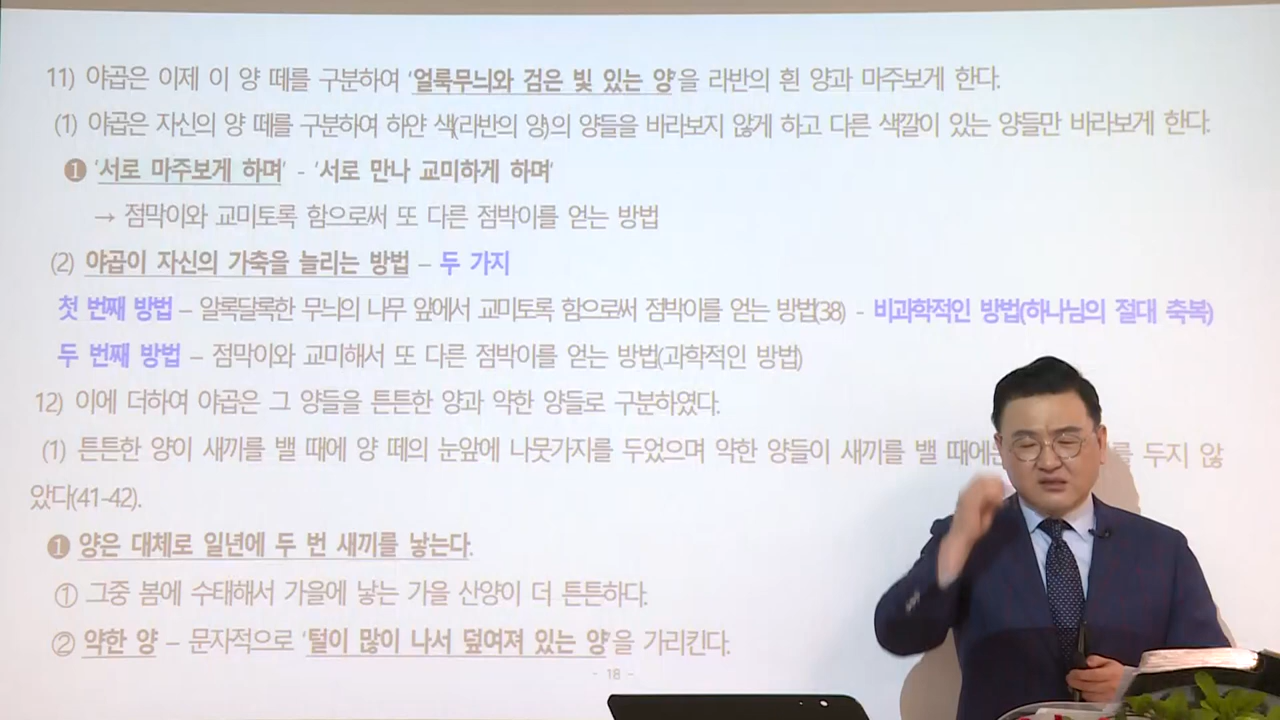 11) 야곱은 이제 이 양 떼를 구분하여 '얼룩무늬와 검은 빛 있는 양'을 라반의 흰 양과 마주보게 한다.
(1) 야곱은 자신의 양 떼를 구분하여 하얀 색(라반의 양)의 양들을 바라보지 않게 하고 다른 색깔이 있는 양들만 바라보게 한다.
❶ '서로 마주보게 하며' - '서로 만나 교미하게 하며'
→ 점막이와 교미토록 함으로써 또 다른 점박이를 얻는 방법
(2) 야곱이 자신의 가축을 늘리는 방법 – 두 가지
첫 번째 방법 – 알록달록한 무늬의 나무 앞에서 교미토록 함으로써 점박이를 얻는 방법(38) - 비과학적인 방법(하나님의 절대 축복)
두 번째 방법 – 점막이와 교미해서 또 다른 점박이를 얻는 방법(과학적인 방법)
12) 이에 더하여 야곱은 그 양들을 튼튼한 양과 약한 양들로 구분하였다.
(1) 튼튼한 양이 새끼를 밸 때에 양 떼의 눈앞에 나뭇가지를 두었으며 약한 양들이 새끼를 밸 때에는 를 두지 않
았다(41-42).
❶ 양은 대체로 일년에 두 번 새끼를 낳는다.
① 그중 봄에 수태해서 가을에 낳는 가을 산양이 더 튼튼하다.
② 약한 양 – 문자적으로 '털이 많이 나서 덮여져 있는 양'을 가리킨다.
- 18 -